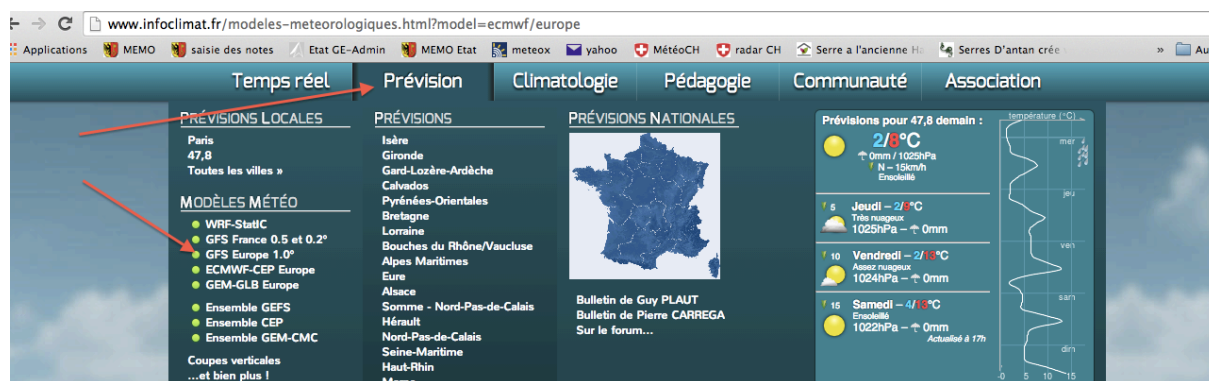 www.infoclimat.fr/modeles-meteorologiques.html?model=ecmwf/europe
Applications MEMO saisie des notes Etat GE-Admin MEMO Etat meteox yahoo MétéoCH radar CH Serre a l'ancienne Serres D'antan crée » Au
Temps réel Prévision Climatologie Pédagogie Communauté Association
PRÉVISIONS LOCALES
Paris
47,8
Toutes les villes »
MODÈLES MÉTÉO
WRF-StatIC
GFS France 0.5 et 0.2°
GFS Europe 1.0°
ECMWF-CEP Europe
GEM-GLB Europe
Ensemble GEFS
Ensemble CEP
Ensemble GEM-CMC
Coupes verticales
...et bien plus !
PRÉVISIONS
Isère
Gironde
Gard-Lozère-Ardèche
Calvados
Pyrénées-Orientales
Bretagne
Lorraine
Bouches du Rhône/Vaucluse
Alpes Maritimes
Eure
Alsace
Somme - Nord-Pas-de-Calais
Hérault
Nord-Pas-de-Calais
Seine-Maritime
Haut-Rhin
PRÉVISIONS NATIONALES
Bulletin de Guy PLAUT
Bulletin de Pierre CARREGA
Sur le forum...
Prévisions pour 47,8 demain :
2/8°C
0mm / 1025hPa
N – 15km/h
Ensoleillé
5 Jeudi – 2/8°C
Très nuageux
1025hPa – 0mm
10 Vendredi – 2/13°C
Assez nuageux
1024hPa – 0mm
15 Samedi – 4/13°C
Ensoleillé
1022hPa – 0mm
Actualisé à 17h
température (°C)
mer
jeu
ven
sam
dim
-0 5 10 15